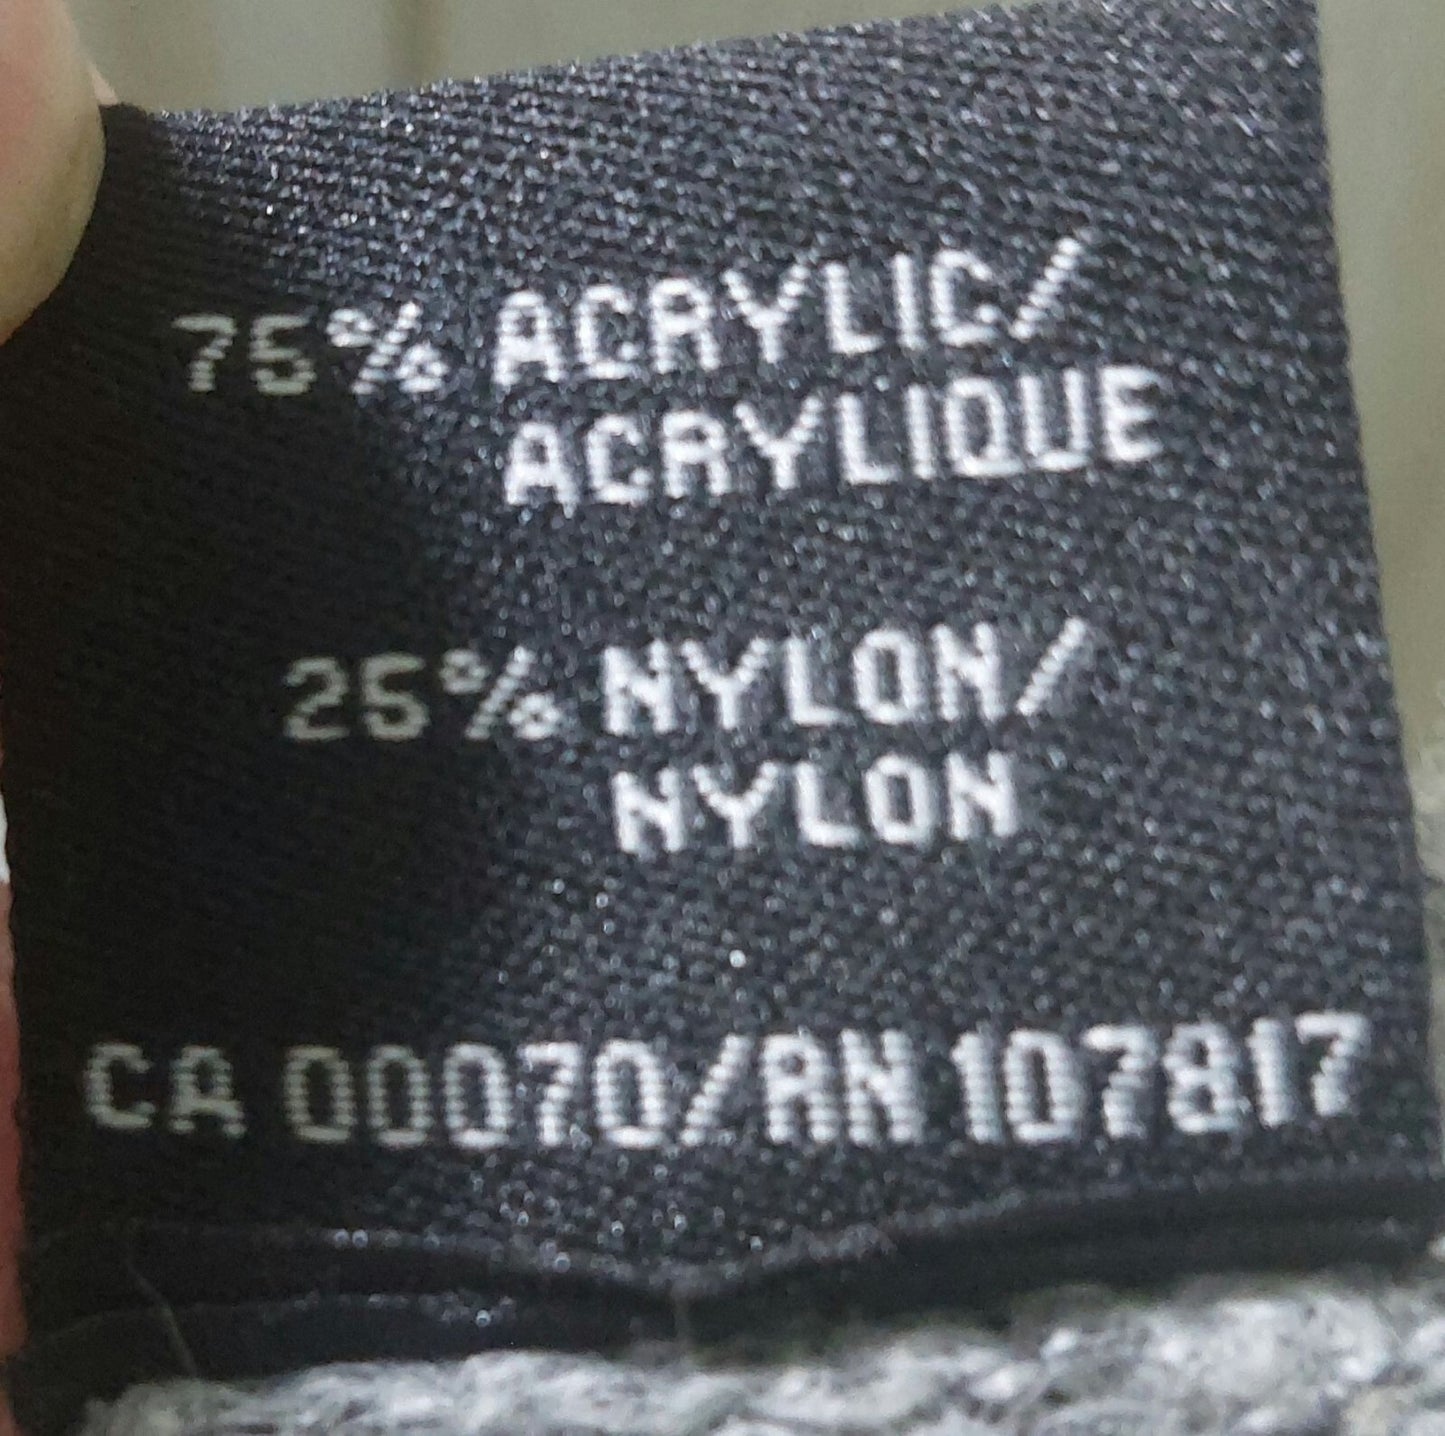 75% ACRYLIC/
ACRYLIQUE
25% NYLON/
NYLON
CA 00070/RN 107817